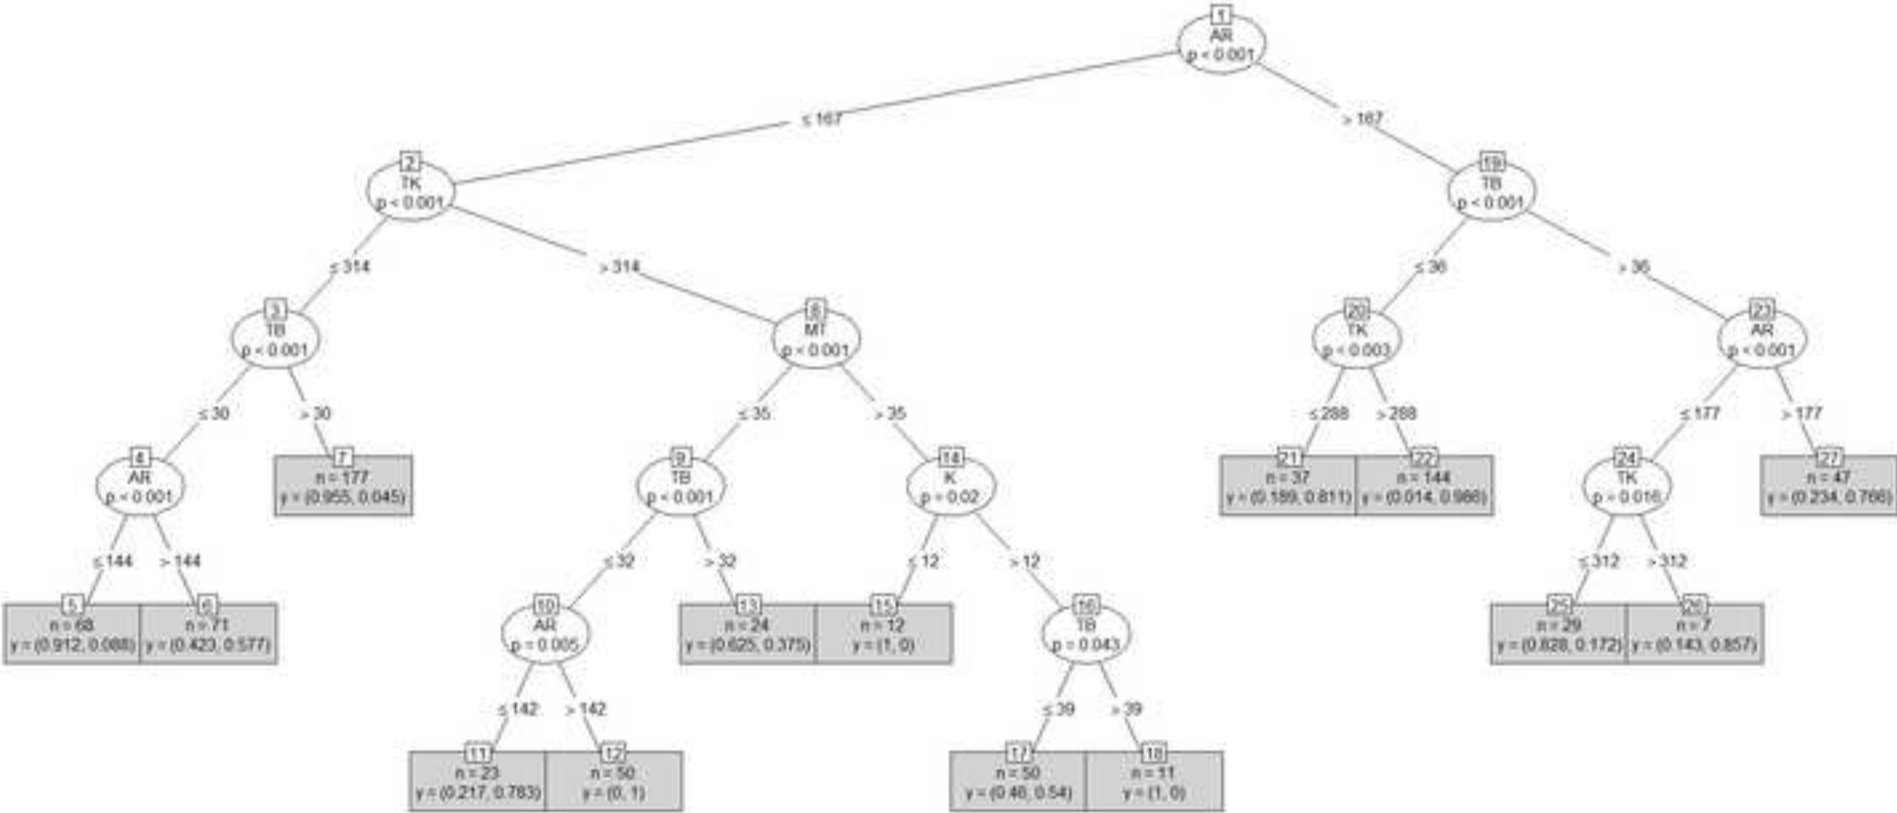 1
AR
p < 0.001
≤ 167
> 167
2
TK
p < 0.001
19
TB
p < 0.001
≤ 314
> 314
≤ 36
> 36
3
TB
p < 0.001
8
MT
p < 0.001
20
TK
p < 0.003
23
AR
p < 0.001
≤ 30
> 30
≤ 35
> 35
≤ 288
> 288
≤ 177
> 177
4
AR
p < 0.001
7
n = 177
y = (0.955, 0.045)
9
TB
p < 0.001
14
K
p = 0.02
21
n = 37
y = (0.189, 0.811)
22
n = 144
y = (0.014, 0.986)
24
TK
p = 0.016
27
n = 47
y = (0.234, 0.766)
≤ 144
> 144
≤ 32
> 32
≤ 12
> 12
≤ 312
> 312
5
n = 68
y = (0.912, 0.088)
6
n = 71
y = (0.423, 0.577)
10
AR
p = 0.005
13
n = 24
y = (0.625, 0.375)
15
n = 12
y = (1, 0)
16
TB
p = 0.043
25
n = 29
y = (0.828, 0.172)
26
n = 7
y = (0.143, 0.857)
≤ 142
> 142
≤ 39
> 39
11
n = 23
y = (0.217, 0.783)
12
n = 50
y = (0, 1)
17
n = 50
y = (0.46, 0.54)
18
n = 11
y = (1, 0)